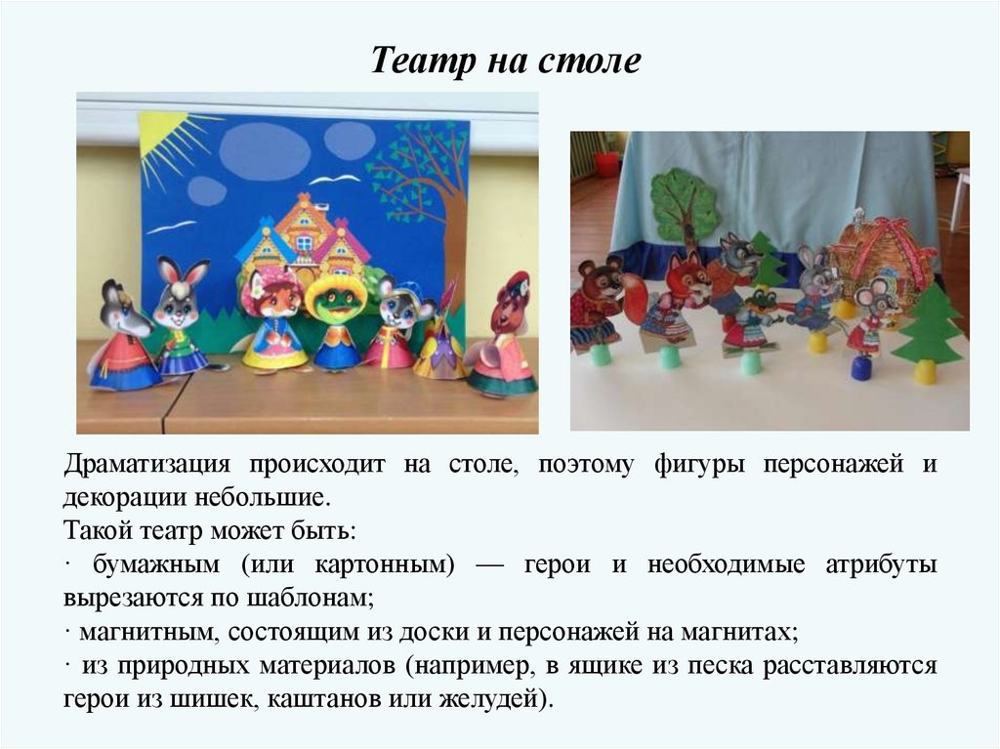 Театр на столе
Драматизация происходит на столе, поэтому фигуры персонажей и
декорации небольшие.
Такой театр может быть:
· бумажным (или картонным) — герои и необходимые атрибуты
вырезаются по шаблонам;
· магнитным, состоящим из доски и персонажей на магнитах;
· из природных материалов (например, в ящике из песка расставляются
герои из шишек, каштанов или желудей).